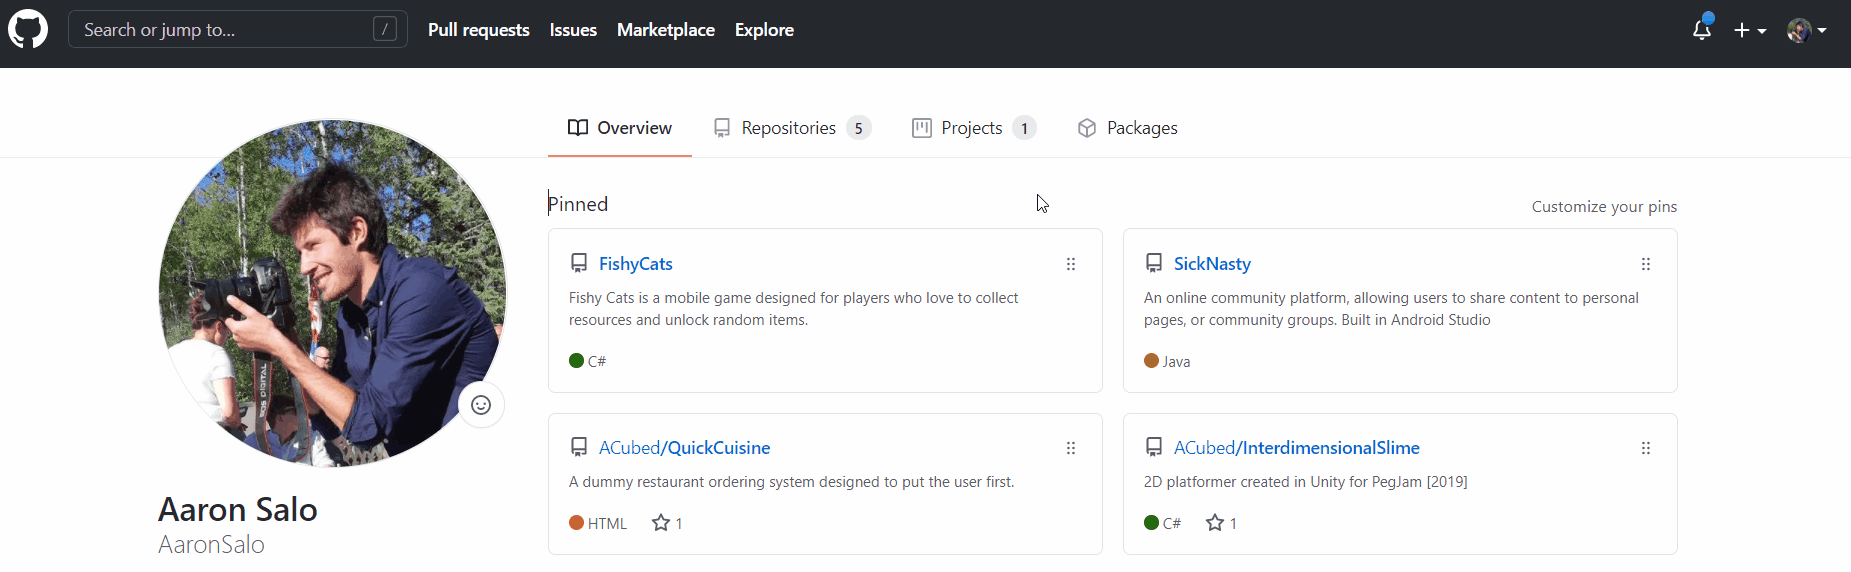 Search or jump to... /
Pull requests Issues Marketplace Explore
Overview Repositories 5 Projects 1 Packages
Pinned
Customize your pins
FishyCats
Fishy Cats is a mobile game designed for players who love to collect
resources and unlock random items.
C#
SickNasty
An online community platform, allowing users to share content to personal
pages, or community groups. Built in Android Studio
Java
ACubed/QuickCuisine
A dummy restaurant ordering system designed to put the user first.
HTML 1
ACubed/InterdimensionalSlime
2D platformer created in Unity for PegJam [2019]
C# 1
EOS DIGITAL
Aaron Salo
AaronSalo